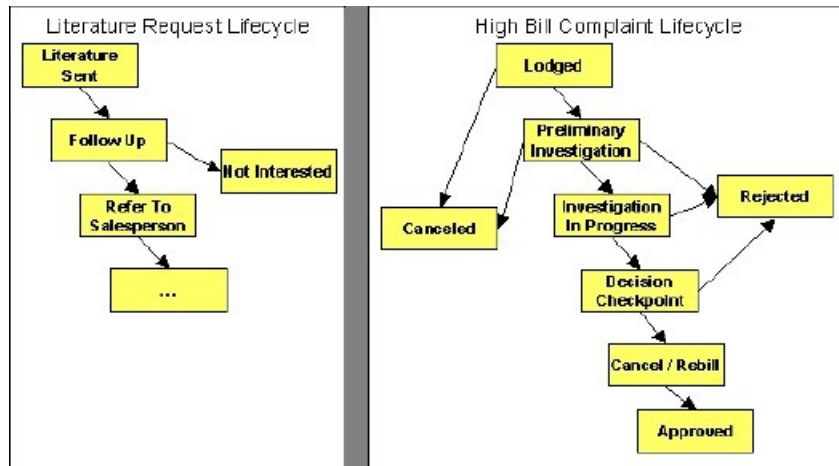 Literature Request Lifecycle
Literature
Sent
Follow Up
Not Interested
Refer To
Salesperson
...
High Bill Complaint Lifecycle
Lodged
Preliminary
Investigation
Rejected
Canceled
Investigation
In Progress
Decision
Checkpoint
Cancel / Rebill
Approved